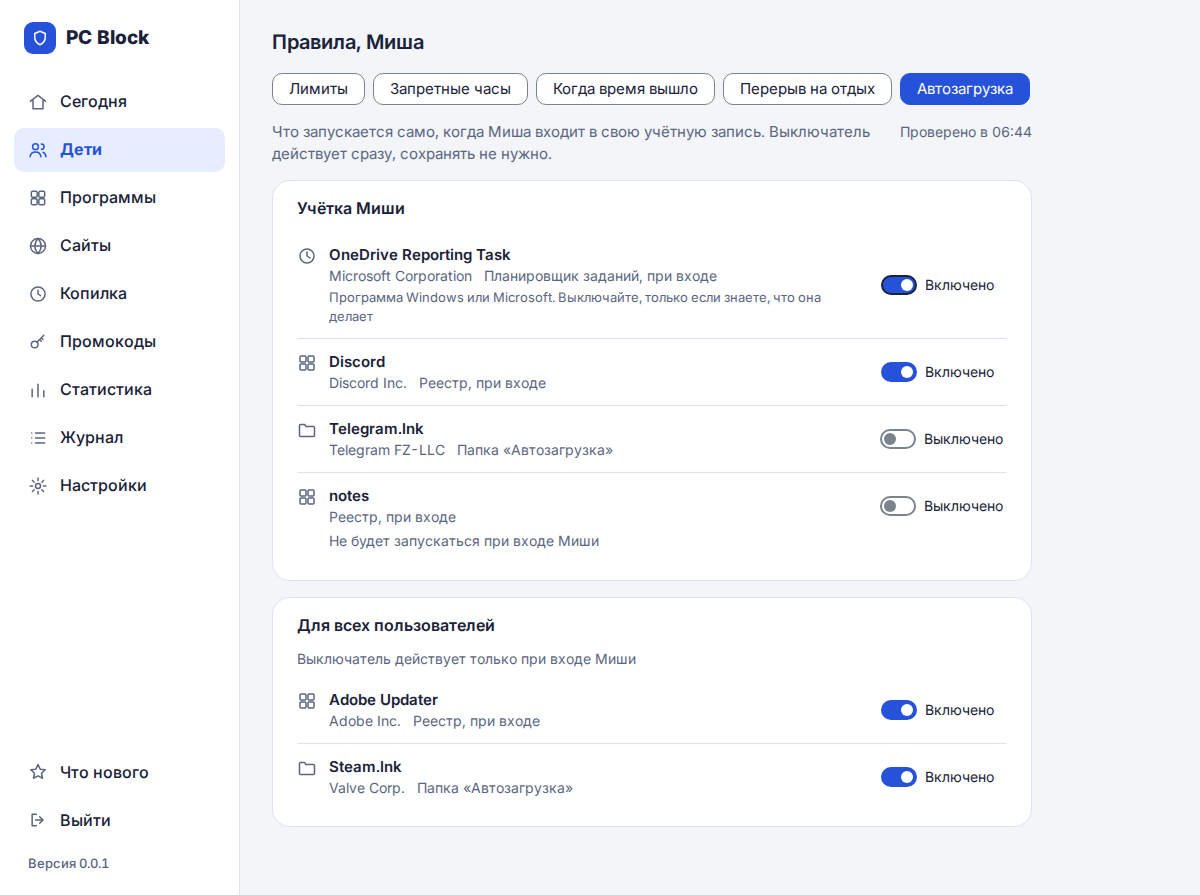 PC Block
Сегодня
Дети
Программы
Сайты
Копилка
Промокоды
Статистика
Журнал
Настройки
Что нового
Выйти
Версия 0.0.1
Правила, Миша
Лимиты
Запретные часы
Когда время вышло
Перерыв на отдых
Автозагрузка
Что запускается само, когда Миша входит в свою учётную запись. Выключатель
действует сразу, сохранять не нужно.
Проверено в 06:44
Учётка Миши
OneDrive Reporting Task
Microsoft Corporation Планировщик заданий, при входе
Программа Windows или Microsoft. Выключайте, только если знаете, что она
делает
Включено
Discord
Discord Inc. Реестр, при входе
Включено
Telegram.lnk
Telegram FZ-LLC Папка «Автозагрузка»
Выключено
notes
Реестр, при входе
Не будет запускаться при входе Миши
Выключено
Для всех пользователей
Выключатель действует только при входе Миши
Adobe Updater
Adobe Inc. Реестр, при входе
Включено
Steam.lnk
Valve Corp. Папка «Автозагрузка»
Включено